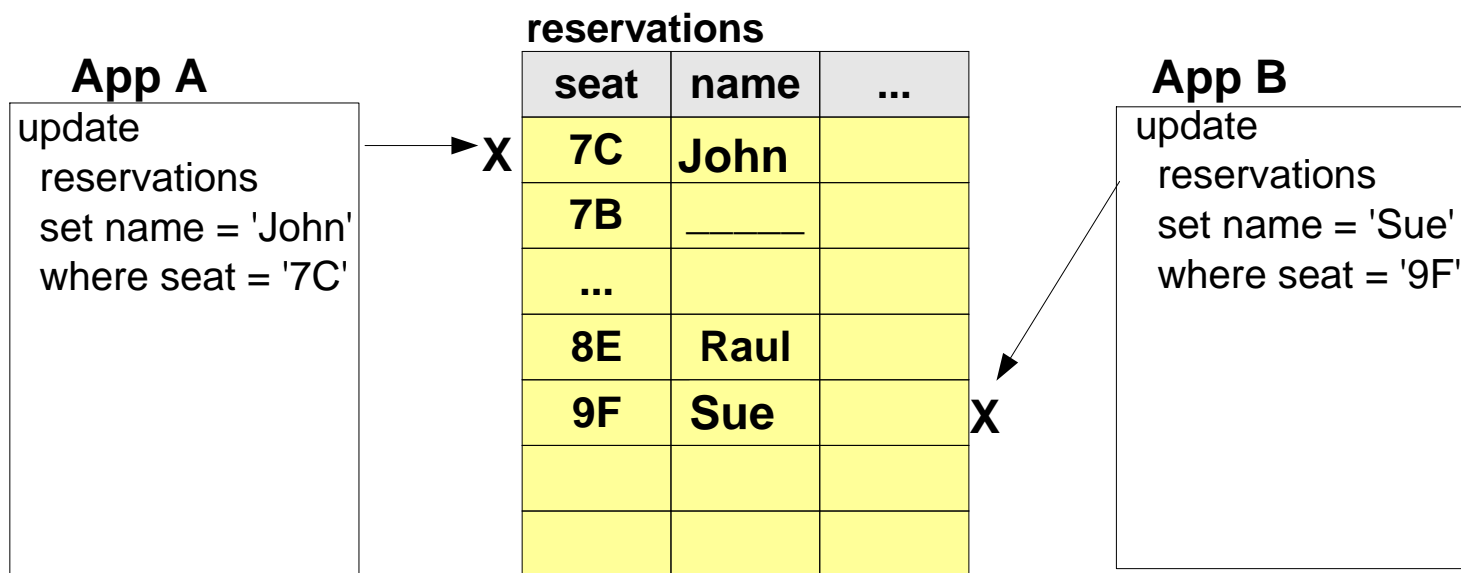 App A
update
reservations
set name = 'John'
where seat = '7C'
reservations
seat name ...
X 7C John
7B _____
...
8E Raul
9F Sue X
App B
update
reservations
set name = 'Sue'
where seat = '9F'